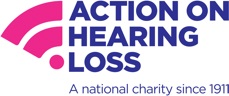 ACTION ON
HEARING
LOSS
A national charity since 1911